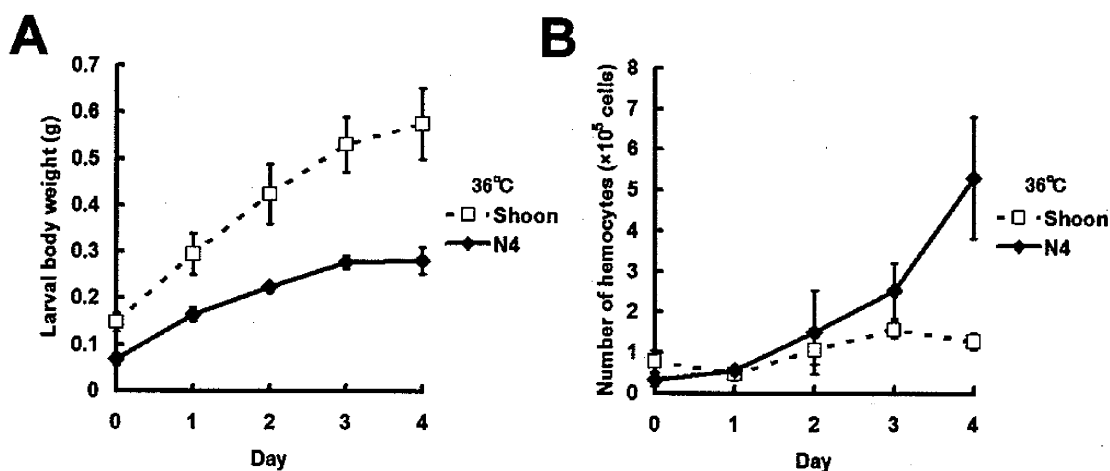 A
0.7
0.6
0.5
0.4
0.3
0.2
0.1
0
Larval body weight (g)
0 1 2 3 4
Day
36°C
Shoon
N4
B
8
7
6
5
4
3
2
1
0
Number of hemocytes (×10⁵ cells)
0 1 2 3 4
Day
36°C
Shoon
N4